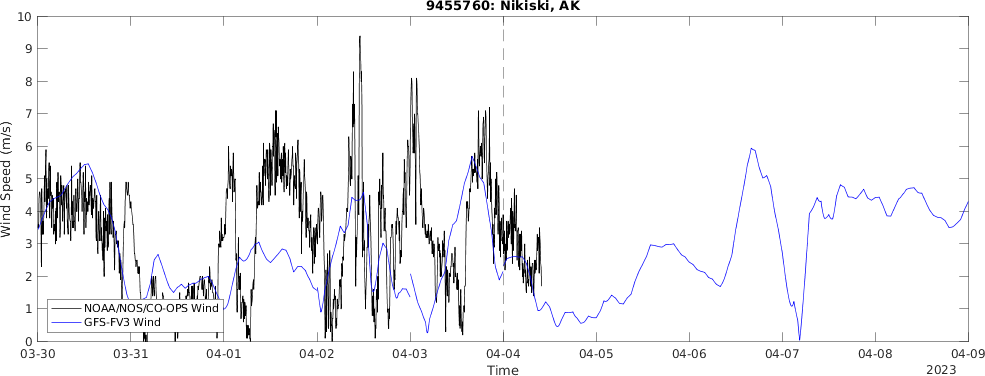 9455760: Nikiski, AK
Wind Speed (m/s)
10
9
8
7
6
5
4
3
2
1
0
NOAA/NOS/CO-OPS Wind
GFS-FV3 Wind
03-30 03-31 04-01 04-02 04-03 04-04 04-05 04-06 04-07 04-08 04-09
Time
2023